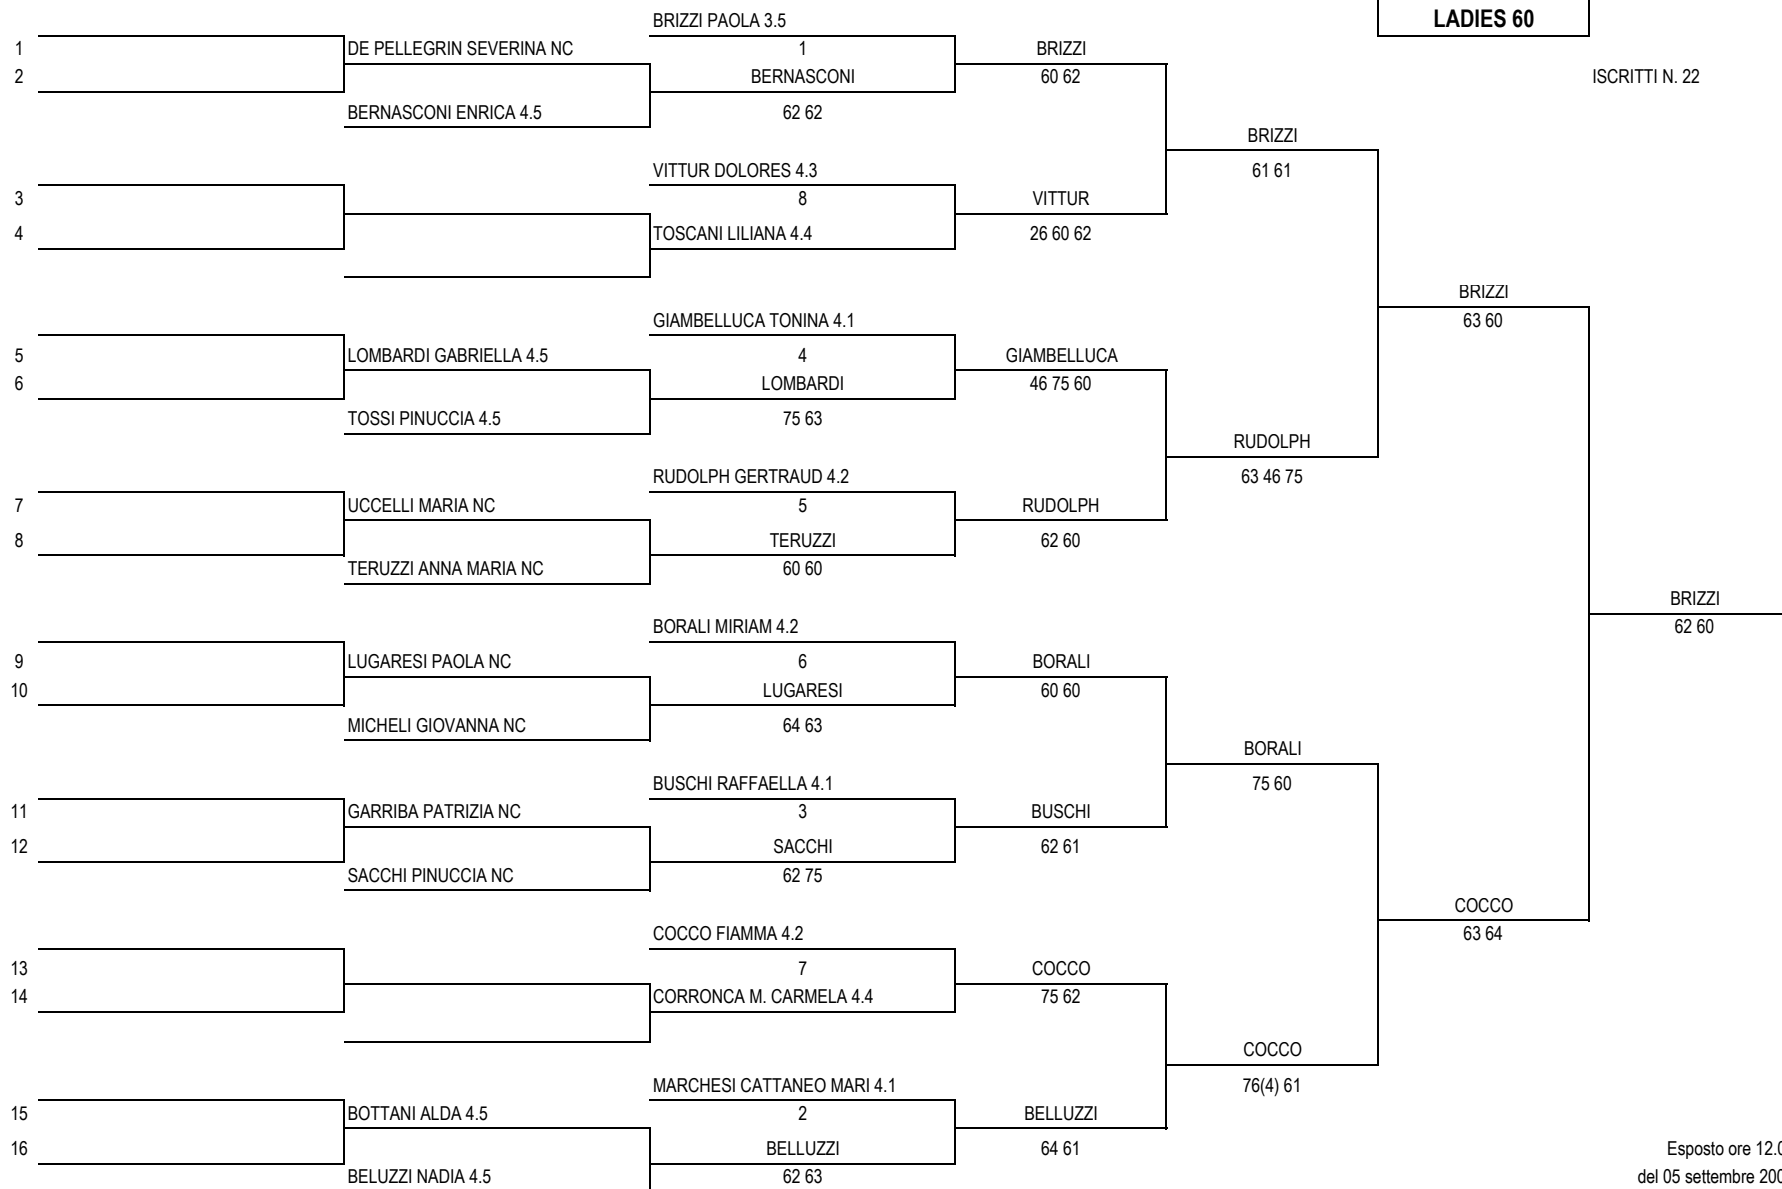 BRIZZI PAOLA 3.5 LADIES 60
1 DE PELLEGRIN SEVERINA NC 1 BRIZZI
2 BERNASCONI 60 62 ISCRITTI N. 22
BERNASCONI ENRICA 4.5 62 62
BRIZZI
VITTUR DOLORES 4.3 61 61
3 8 VITTUR
4 TOSCANI LILIANA 4.4 26 60 62
BRIZZI
GIAMBELLUCA TONINA 4.1 63 60
5 LOMBARDI GABRIELLA 4.5 4 GIAMBELLUCA
6 LOMBARDI 46 75 60
TOSSI PINUCCIA 4.5 75 63
RUDOLPH
RUDOLPH GERTRAUD 4.2 63 46 75
7 UCCELLI MARIA NC 5 RUDOLPH
8 TERUZZI 62 60
TERUZZI ANNA MARIA NC 60 60
BRIZZI
BORALI MIRIAM 4.2 62 60
9 LUGARESI PAOLA NC 6 BORALI
10 LUGARESI 60 60
MICHELI GIOVANNA NC 64 63
BORALI
BUSCHI RAFFAELLA 4.1 75 60
11 GARRIBA PATRIZIA NC 3 BUSCHI
12 SACCHI 62 61
SACCHI PINUCCIA NC 62 75
COCCO
COCCO FIAMMA 4.2 63 64
13 7 COCCO
14 CORRONCA M. CARMELA 4.4 75 62
COCCO
MARCHESI CATTANEO MARI 4.1 76(4) 61
15 BOTTANI ALDA 4.5 2 BELLUZZI
16 BELLUZZI 64 61 Esposto ore 12.0
BELUZZI NADIA 4.5 62 63 del 05 settembre 200